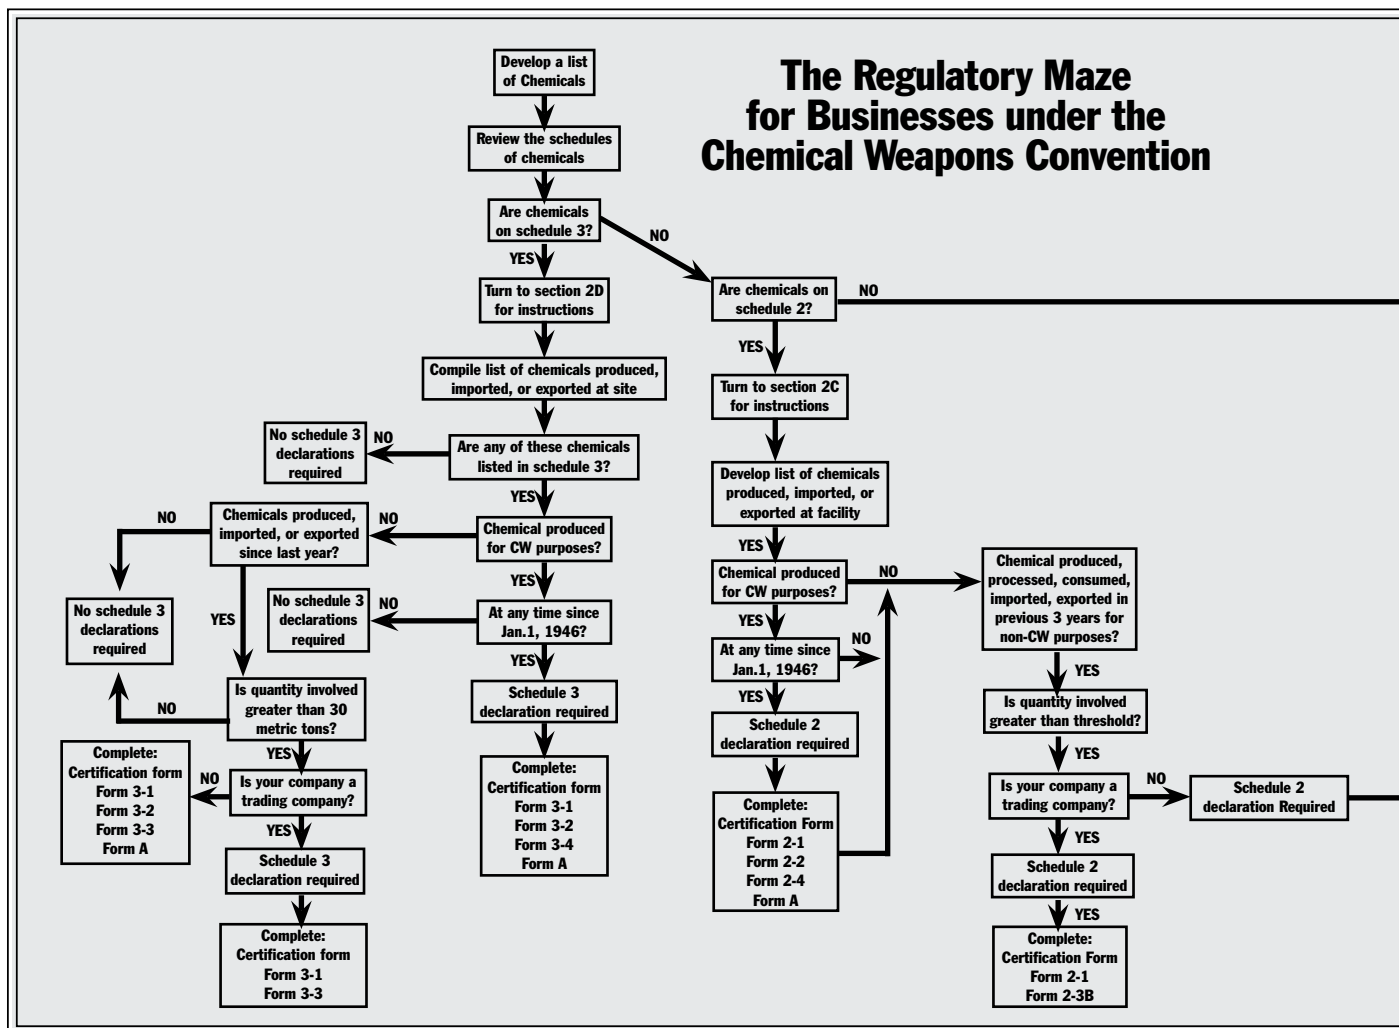 The Regulatory Maze
for Businesses under the
Chemical Weapons Convention
Develop a list
of Chemicals
Review the schedules
of chemicals
Are chemicals
on schedule 3?
NO
YES
Turn to section 2D
for instructions
Compile list of chemicals produced,
imported, or exported at site
Are any of these chemicals
listed in schedule 3?
NO
No schedule 3
declarations
required
YES
Chemical produced
for CW purposes?
NO
Chemicals produced,
imported, or exported
since last year?
NO
No schedule 3
declarations
required
YES
YES
At any time since
Jan.1, 1946?
NO
No schedule 3
declarations
required
YES
Schedule 3
declaration required
Complete:
Certification form
Form 3-1
Form 3-2
Form 3-4
Form A
Is quantity involved
greater than 30
metric tons?
NO
YES
Is your company a
trading company?
NO
Complete:
Certification form
Form 3-1
Form 3-2
Form 3-3
Form A
YES
Schedule 3
declaration required
Complete:
Certification form
Form 3-1
Form 3-3
Are chemicals on
schedule 2?
NO
YES
Turn to section 2C
for instructions
Develop list of chemicals
produced, imported, or
exported at facility
YES
Chemical produced
for CW purposes?
NO
YES
At any time since
Jan.1, 1946?
NO
YES
Schedule 2
declaration required
Complete:
Certification Form
Form 2-1
Form 2-2
Form 2-4
Form A
Chemical produced,
processed, consumed,
imported, exported in
previous 3 years for
non-CW purposes?
YES
Is quantity involved
greater than threshold?
YES
Is your company a
trading company?
NO
Schedule 2
declaration Required
YES
Schedule 2
declaration required
YES
Complete:
Certification Form
Form 2-1
Form 2-3B